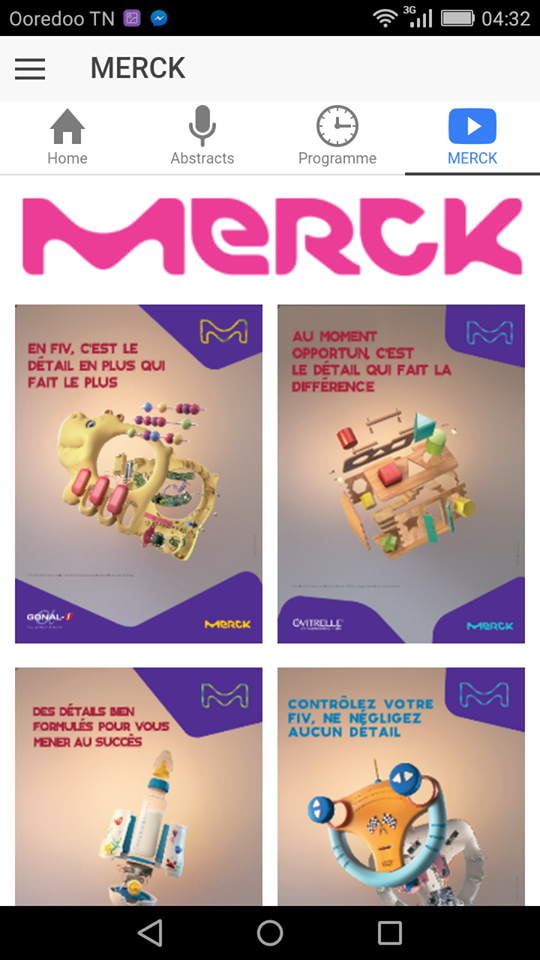 Ooredoo TN
3G
04:32
MERCK
Home
Abstracts
Programme
MERCK
MERCK
EN FIV, C'EST LE
DÉTAIL EN PLUS QUI
FAIT LE PLUS
GONAL-f
MERCK
AU MOMENT
OPPORTUN, C'EST
LE DÉTAIL QUI FAIT LA
DIFFÉRENCE
OVITRELLE
MERCK
DES DÉTAILS BIEN
FORMULÉS POUR VOUS
MENER AU SUCCÈS
CONTRÔLEZ VOTRE
FIV, NE NÉGLIGEZ
AUCUN DÉTAIL